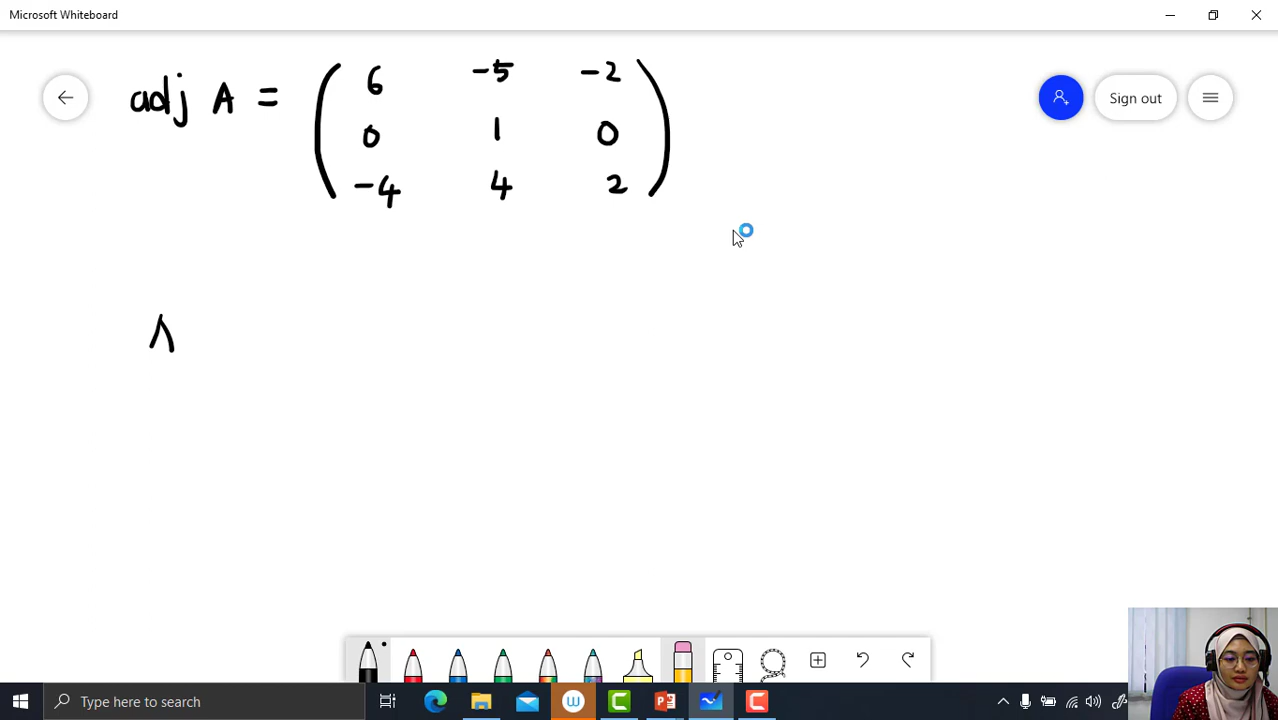 Microsoft Whiteboard
adj A =
6 -5 -2
0 1 0
-4 4 2
Sign out
Type here to search